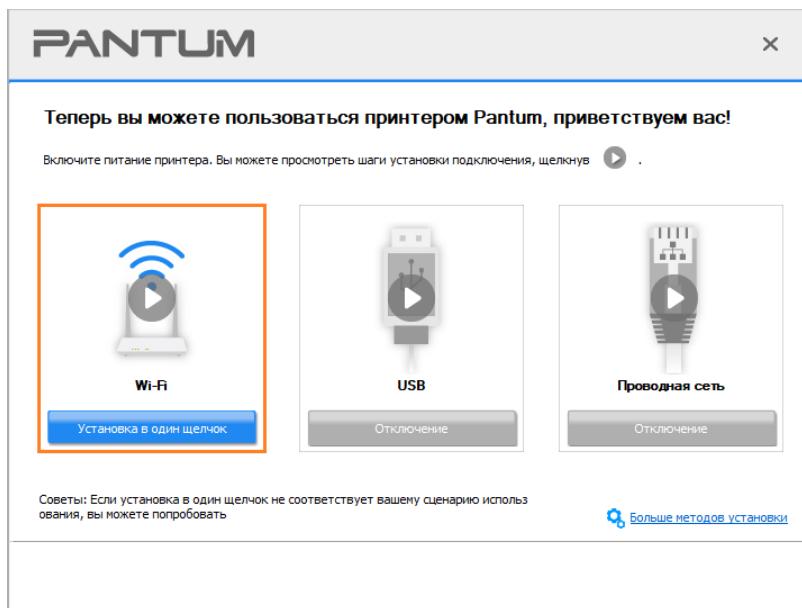 PANTUM
Теперь вы можете пользоваться принтером Pantum, приветствуем вас!
Включите питание принтера. Вы можете просмотреть шаги установки подключения, щелкнув .
Wi-Fi
Установка в один щелчок
USB
Отключение
Проводная сеть
Отключение
Советы: Если установка в один щелчок не соответствует вашему сценарию использ
ования, вы можете попробовать
Больше методов установки